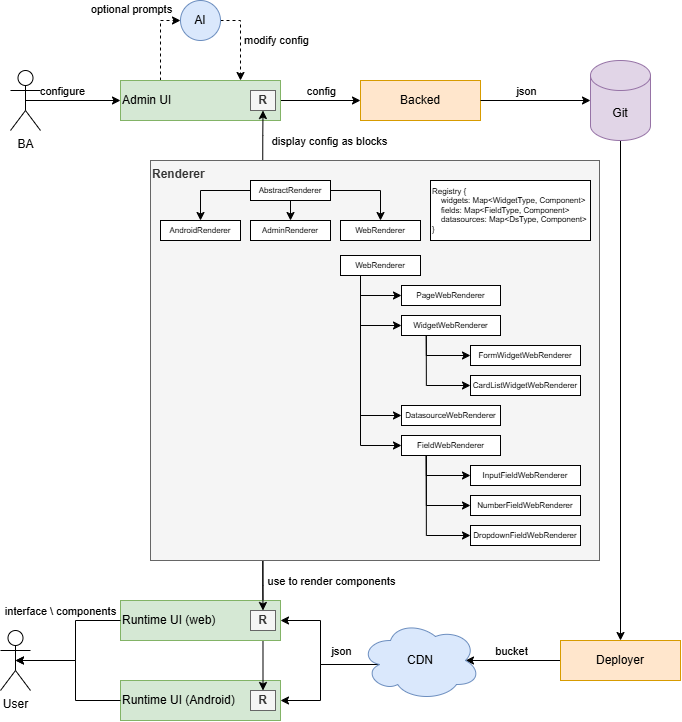 optional prompts
AI
modify config
configure
Admin UI
R
config
Backed
json
Git
BA
display config as blocks
Renderer
AbstractRenderer
AndroidRenderer
AdminRenderer
WebRenderer
Registry {
widgets: Map<WidgetType, Component>
fields: Map<FieldType, Component>
datasources: Map<DsType, Component>
}
WebRenderer
PageWebRenderer
WidgetWebRenderer
FormWidgetWebRenderer
CardListWidgetWebRenderer
DatasourceWebRenderer
FieldWebRenderer
InputFieldWebRenderer
NumberFieldWebRenderer
DropdownFieldWebRenderer
use to render components
interface \ components
Runtime UI (web)
R
json
CDN
bucket
Deployer
User
Runtime UI (Android)
R